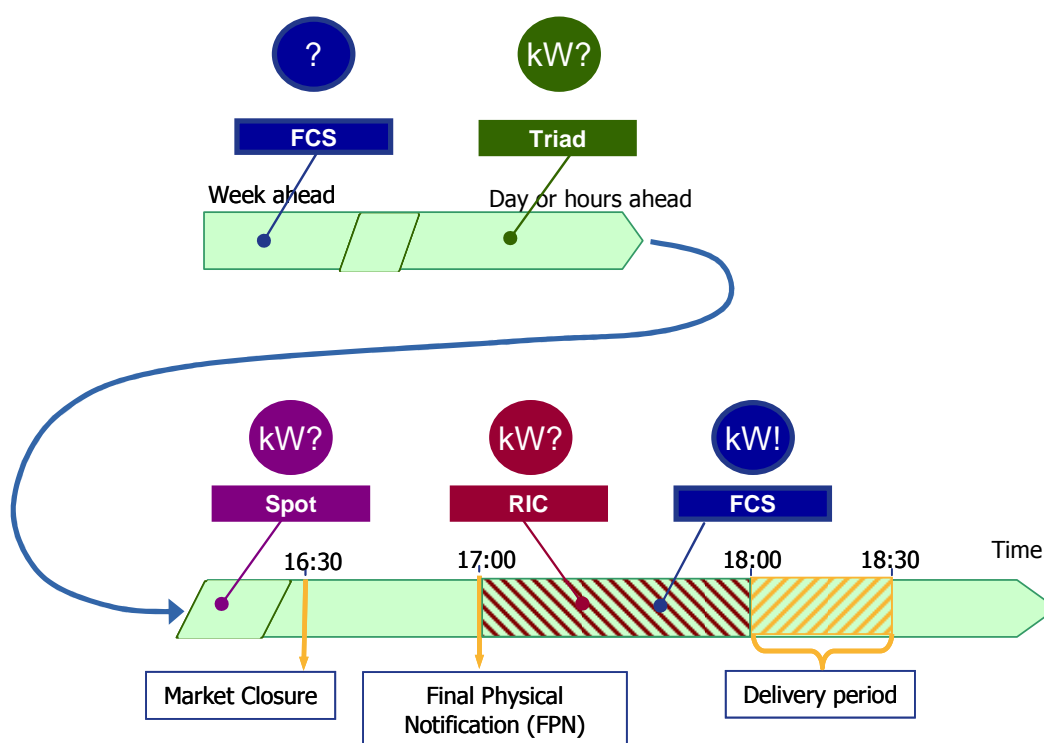 ?
kW?
FCS
Triad
Week ahead
Day or hours ahead
kW?
kW?
kW!
Spot
RIC
FCS
16:30
17:00
18:00
18:30
Time
Market Closure
Final Physical
Notification (FPN)
Delivery period